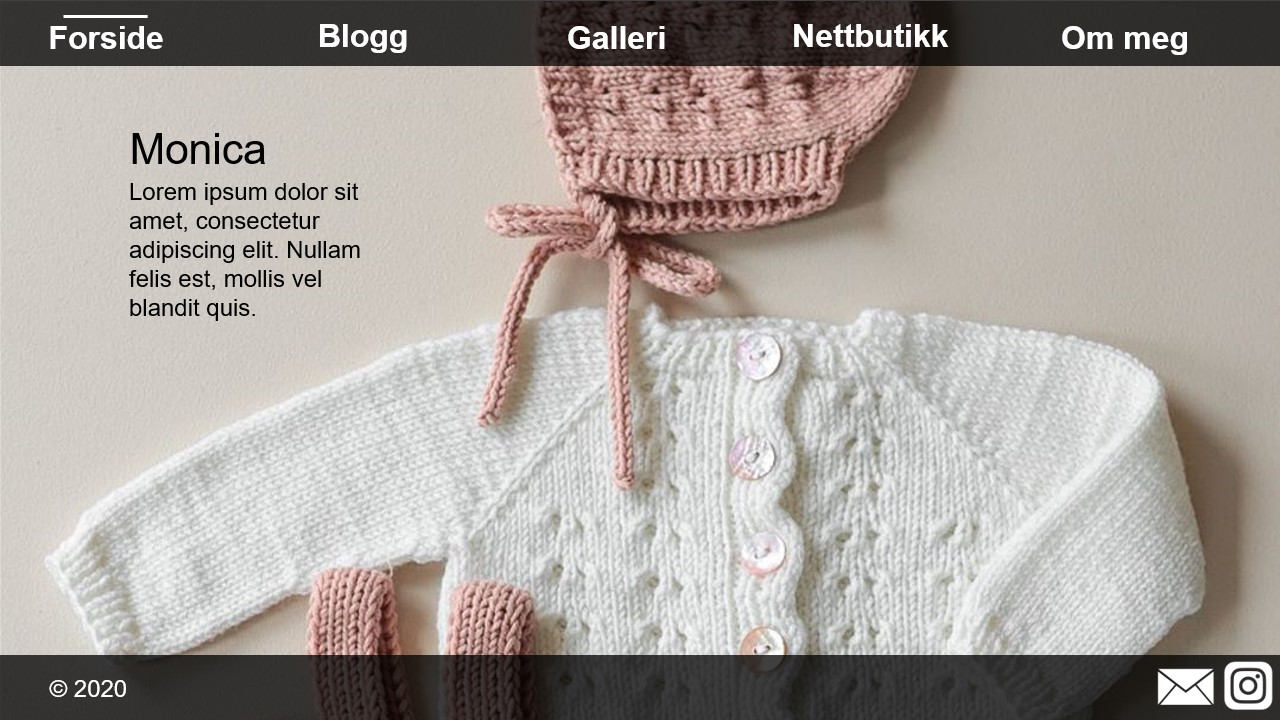 Forside Blogg Galleri Nettbutikk Om meg
Monica
Lorem ipsum dolor sit
amet, consectetur
adipiscing elit. Nullam
felis est, mollis vel
blandit quis.
© 2020